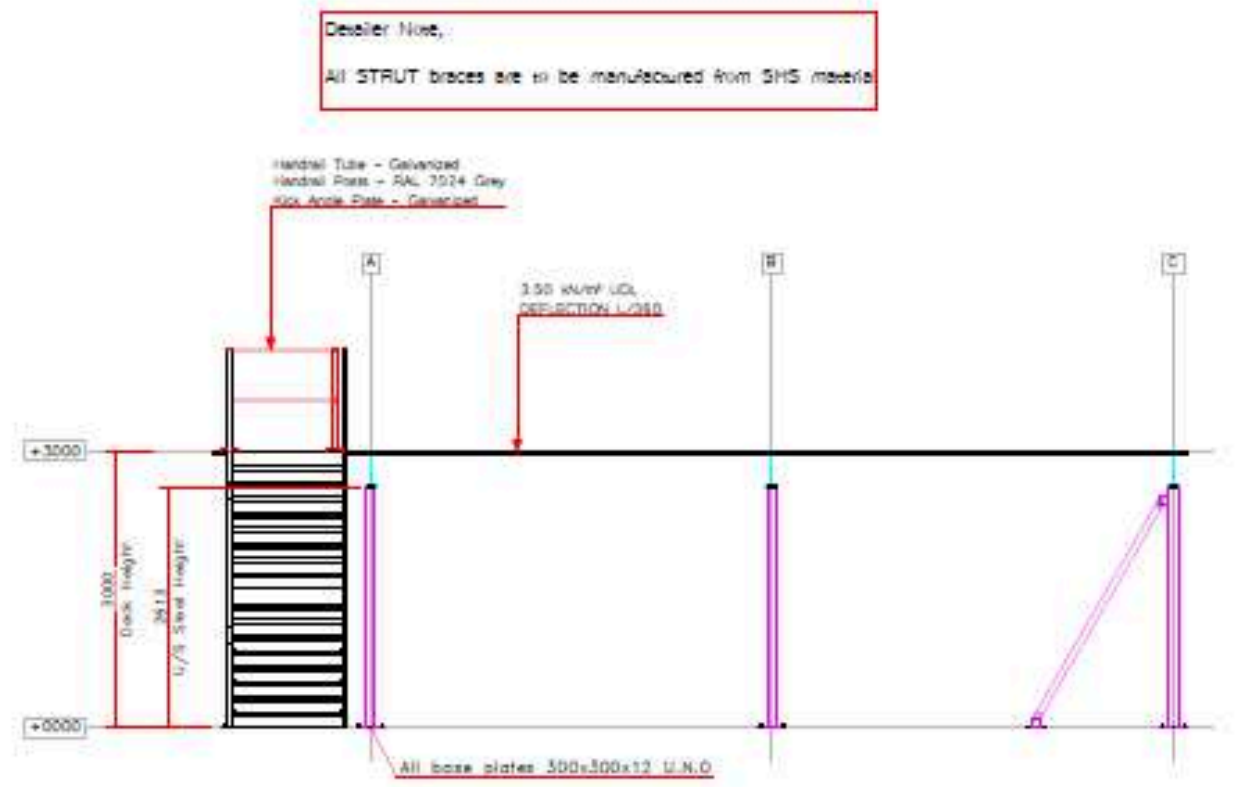 Detailer Note,
All STRUT braces are to be manufactured from SHS materia
Handrail Tube - Galvanized
Handrail Posts - RAL 7024 Grey
Kick Angle Plate - Galvanized
A
B
C
3.50 kN/m² UDL
DEFLECTION L/360
+3000
3000
Deck Height
2613
U/S Steel Height
+0000
All base plates 300x300x12 U.N.O